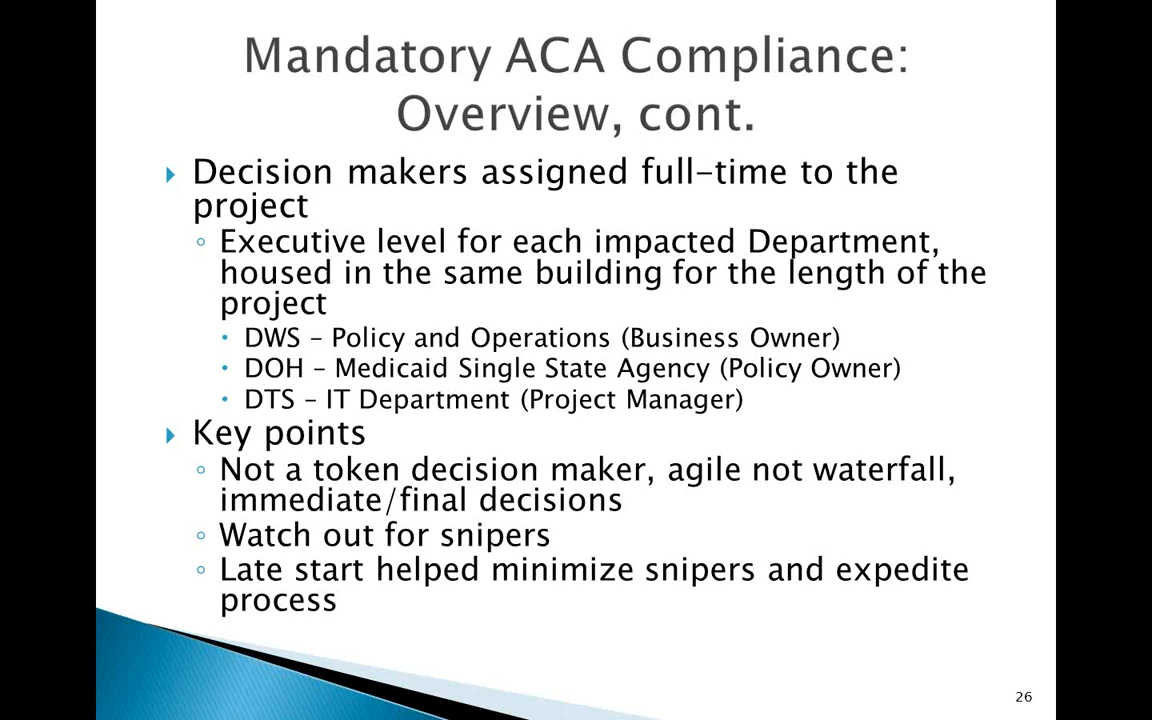 Mandatory ACA Compliance:
Overview, cont.
Decision makers assigned full-time to the
project
Executive level for each impacted Department,
housed in the same building for the length of the
project
DWS – Policy and Operations (Business Owner)
DOH – Medicaid Single State Agency (Policy Owner)
DTS – IT Department (Project Manager)
Key points
Not a token decision maker, agile not waterfall,
immediate/final decisions
Watch out for snipers
Late start helped minimize snipers and expedite
process
26